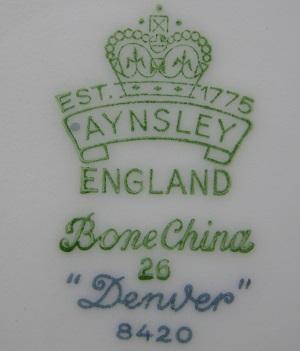 EST. 1775
AYNSLEY
ENGLAND
Bone China
26
"Denver"
8420